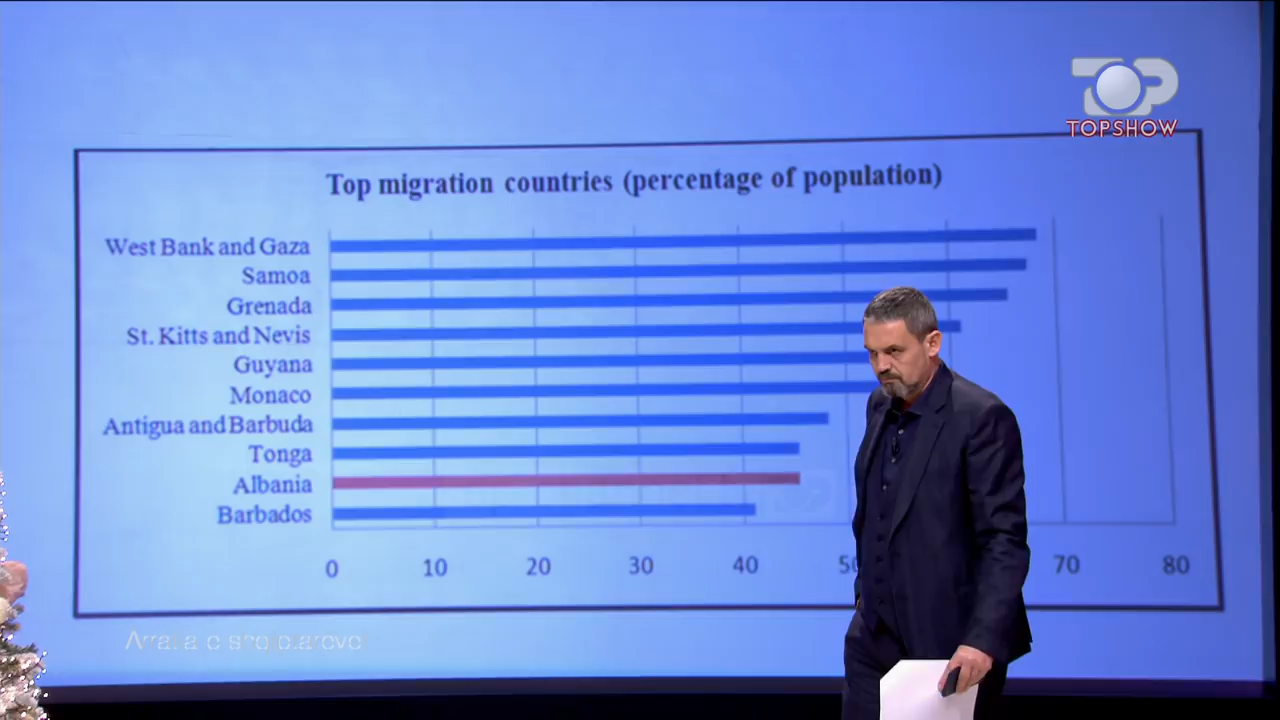 TOP
TOPSHOW
Top migration countries (percentage of population)
West Bank and Gaza
Samoa
Grenada
St. Kitts and Nevis
Guyana
Monaco
Antigua and Barbuda
Tonga
Albania
Barbados
0 10 20 30 40 70 80